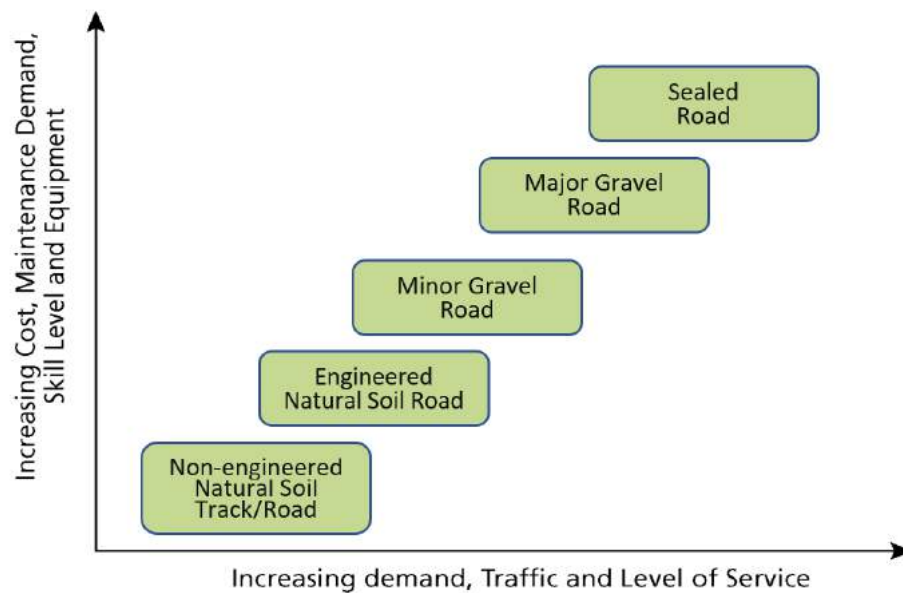 Increasing Cost, Maintenance Demand,
Skill Level and Equipment
Sealed
Road
Major Gravel
Road
Minor Gravel
Road
Engineered
Natural Soil Road
Non-engineered
Natural Soil
Track/Road
Increasing demand, Traffic and Level of Service